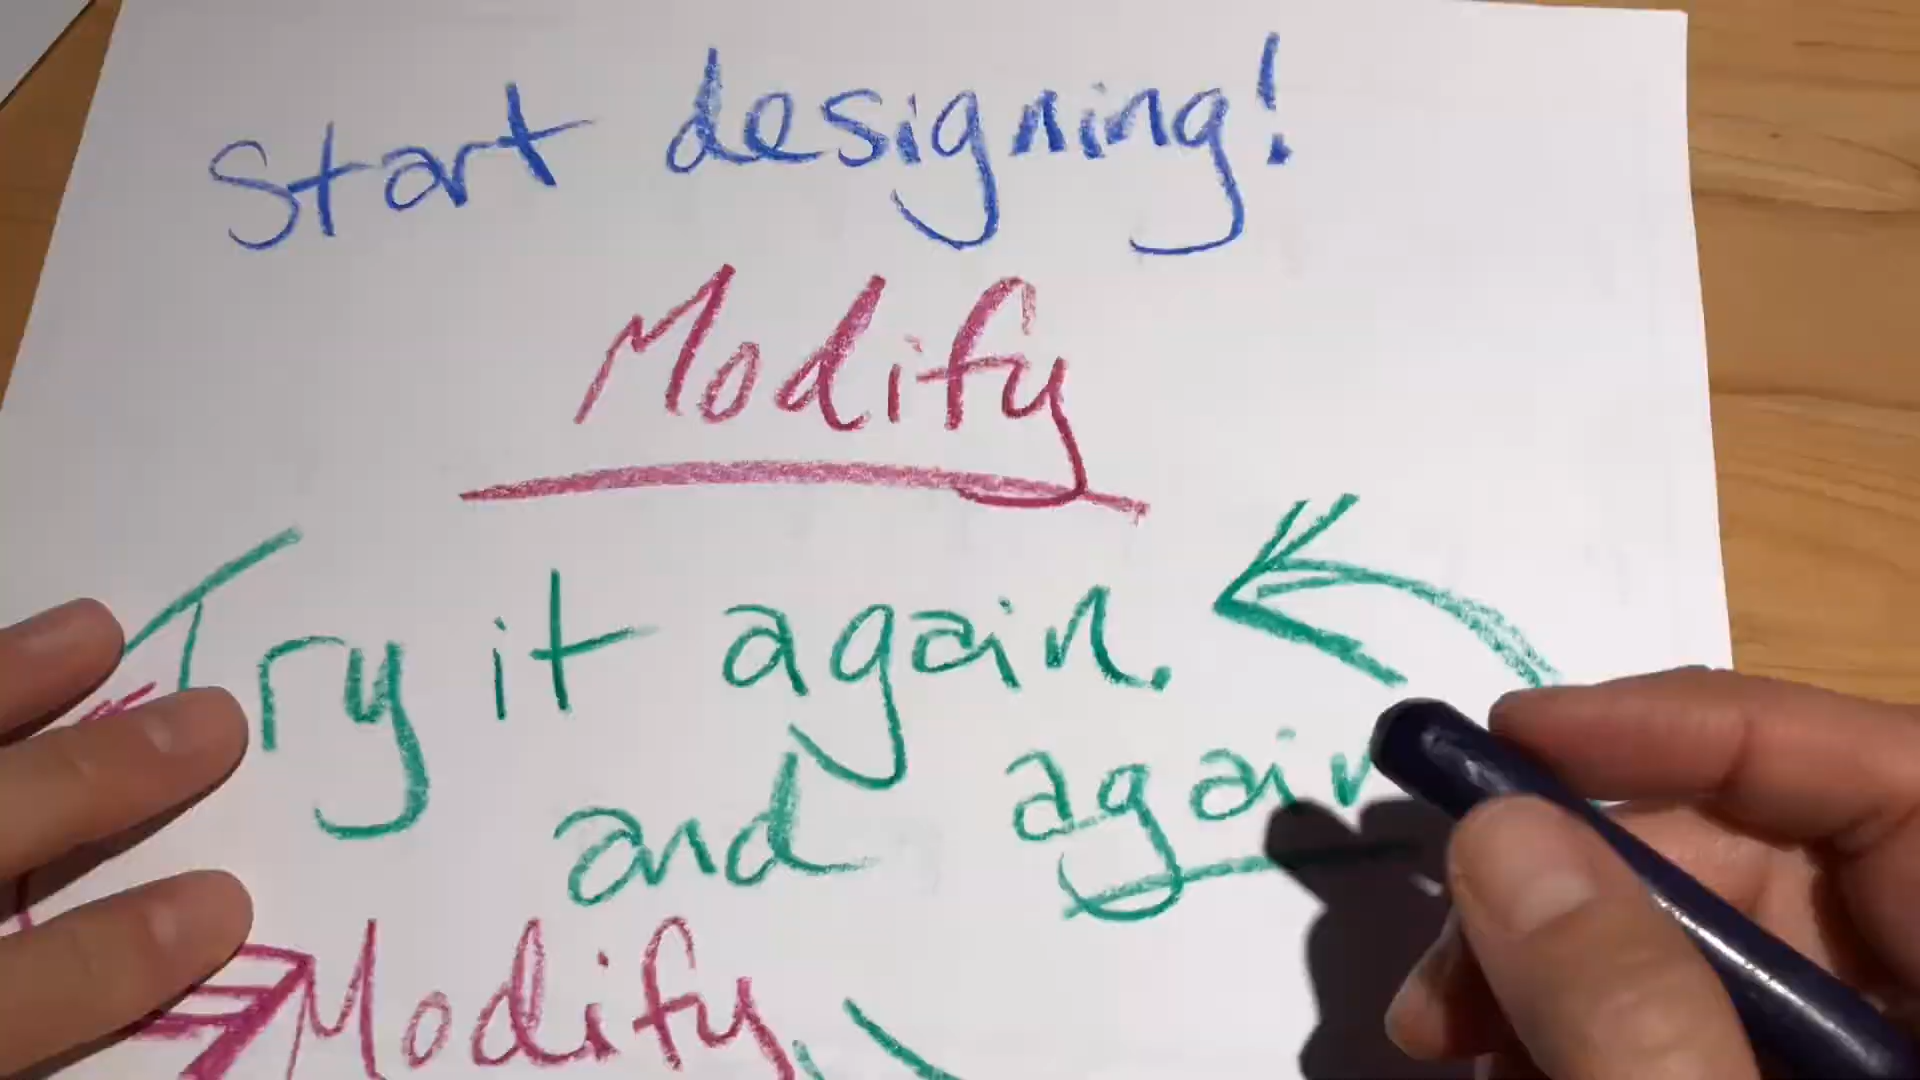 Start designing!
Modify
Try it again.
and again
Modify